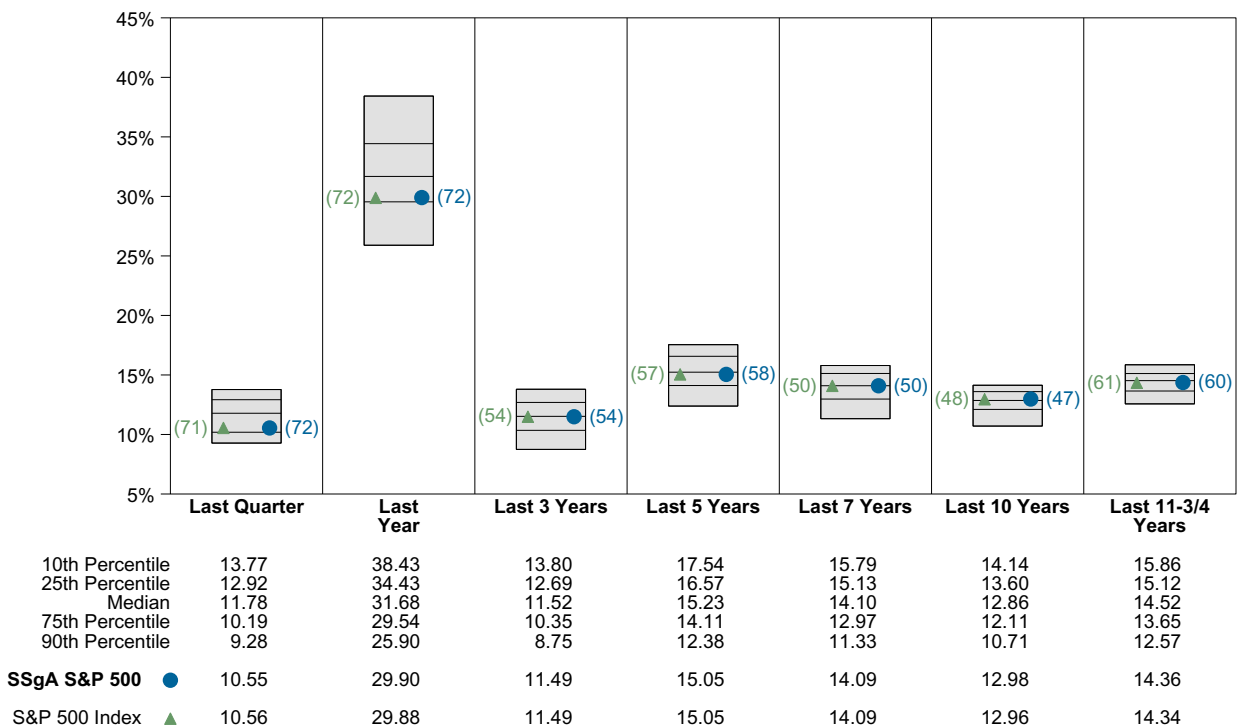 45%
40%
35%
30%
25%
20%
15%
10%
5%
(71) (72)
(72) (72)
(54) (54)
(57) (58)
(50) (50)
(48) (47)
(61) (60)
Last Quarter Last Year Last 3 Years Last 5 Years Last 7 Years Last 10 Years Last 11-3/4 Years
10th Percentile 13.77 38.43 13.80 17.54 15.79 14.14 15.86
25th Percentile 12.92 34.43 12.69 16.57 15.13 13.60 15.12
Median 11.78 31.68 11.52 15.23 14.10 12.86 14.52
75th Percentile 10.19 29.54 10.35 14.11 12.97 12.11 13.65
90th Percentile 9.28 25.90 8.75 12.38 11.33 10.71 12.57
SSgA S&P 500 10.55 29.90 11.49 15.05 14.09 12.98 14.36
S&P 500 Index 10.56 29.88 11.49 15.05 14.09 12.96 14.34